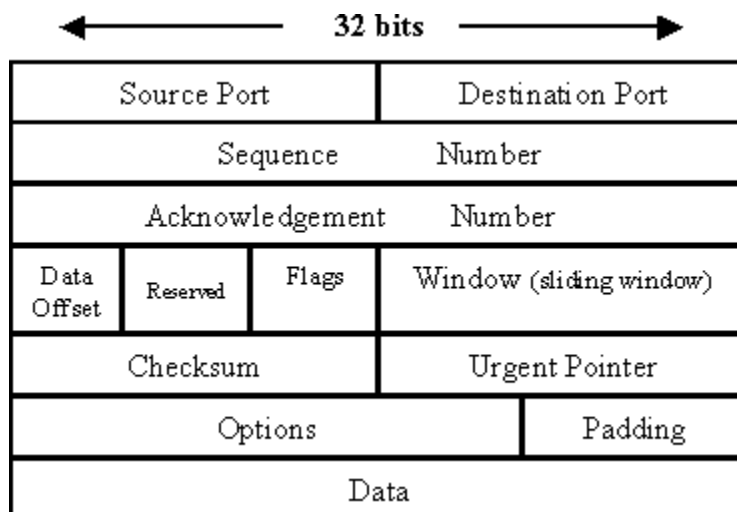 32 bits
Source Port
Destination Port
Sequence Number
Acknowledgement Number
Data
Offset
Reserved
Flags
Window (sliding window)
Checksum
Urgent Pointer
Options
Padding
Data